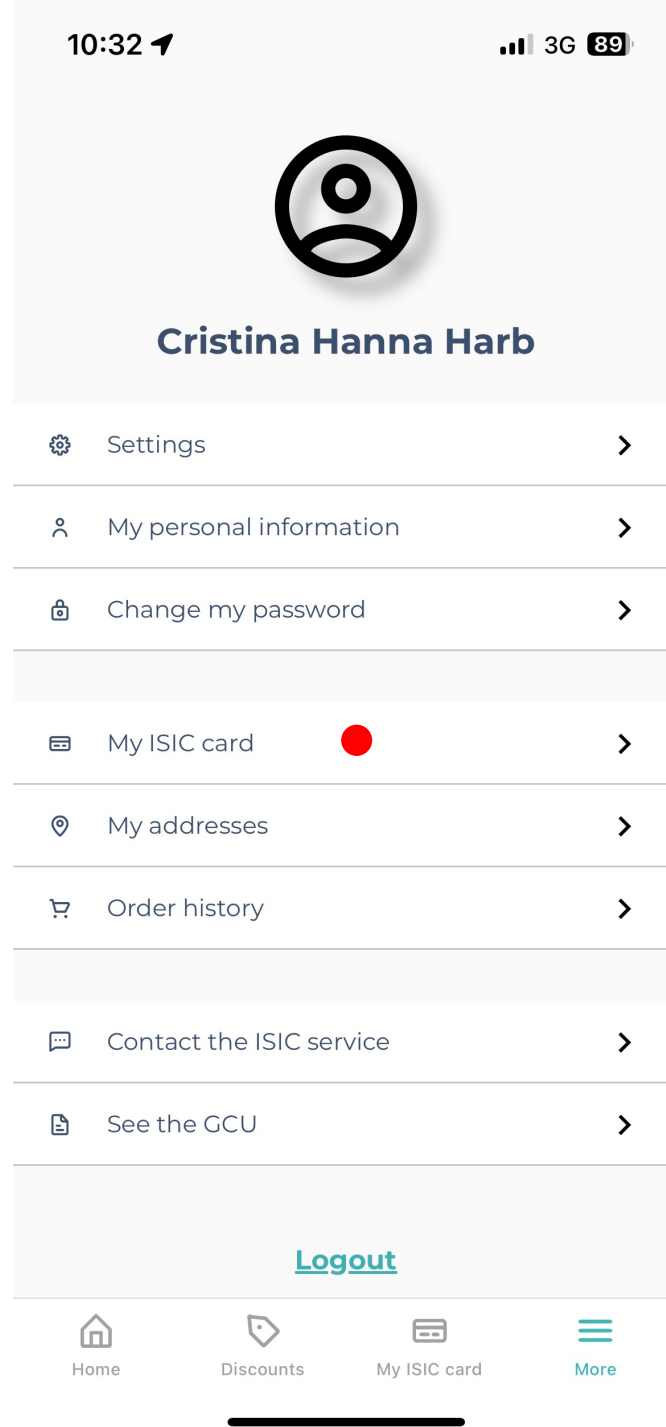 10:32
3G 89
Cristina Hanna Harb
Settings
My personal information
Change my password
My ISIC card
My addresses
Order history
Contact the ISIC service
See the GCU
Logout
Home Discounts My ISIC card More